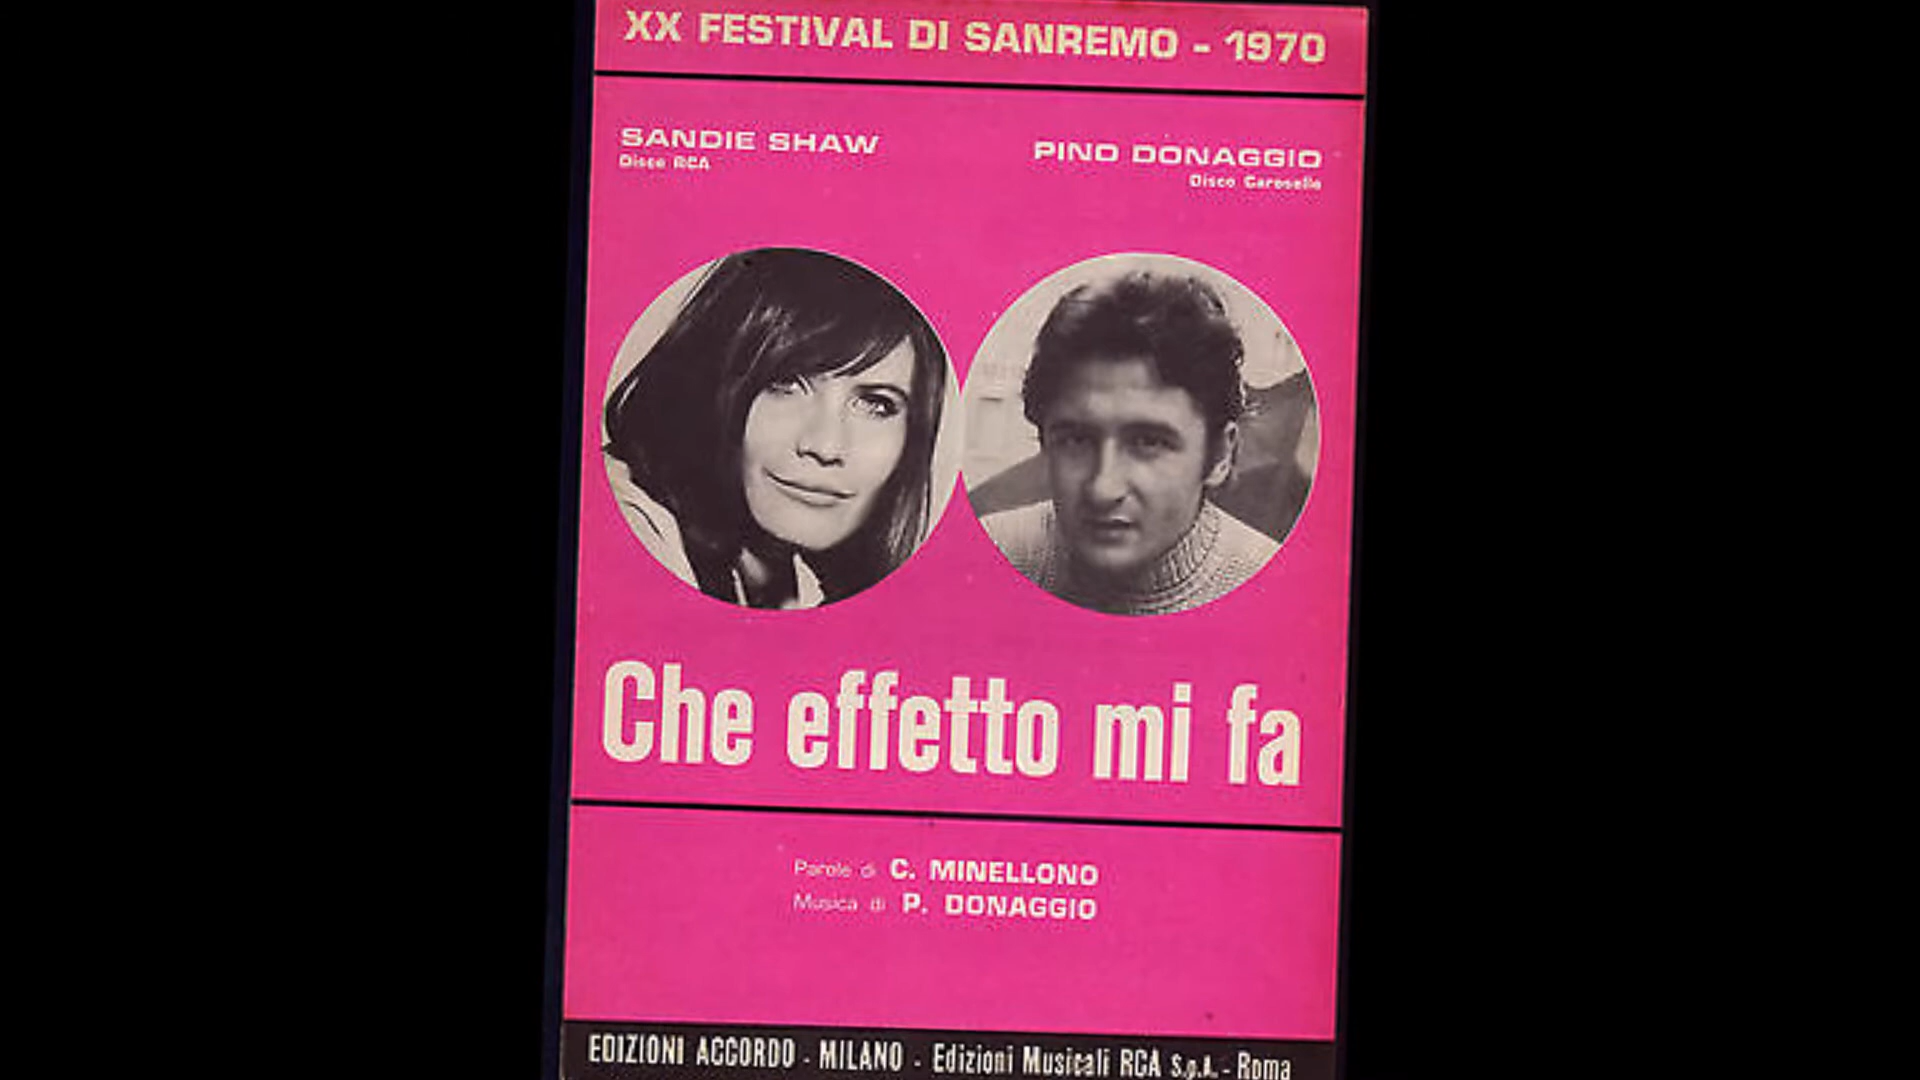 XX FESTIVAL DI SANREMO - 1970
SANDIE SHAW
Disco RCA
PINO DONAGGIO
Disco Carosello
Che effetto mi fa
Parole di C. MINELLONO
Musica di P. DONAGGIO
EDIZIONI ACCORDO - MILANO - Edizioni Musicali RCA S.p.A. - Roma